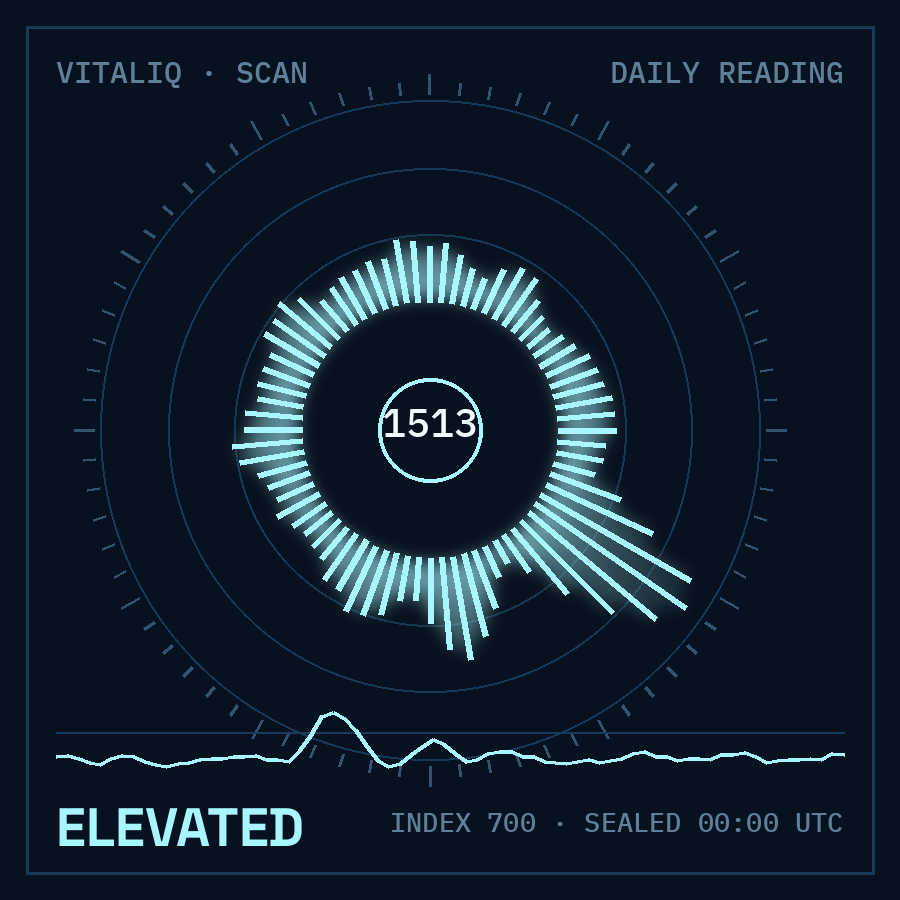 VITALIQ · SCAN
DAILY READING
1513
ELEVATED
INDEX 700 · SEALED 00:00 UTC